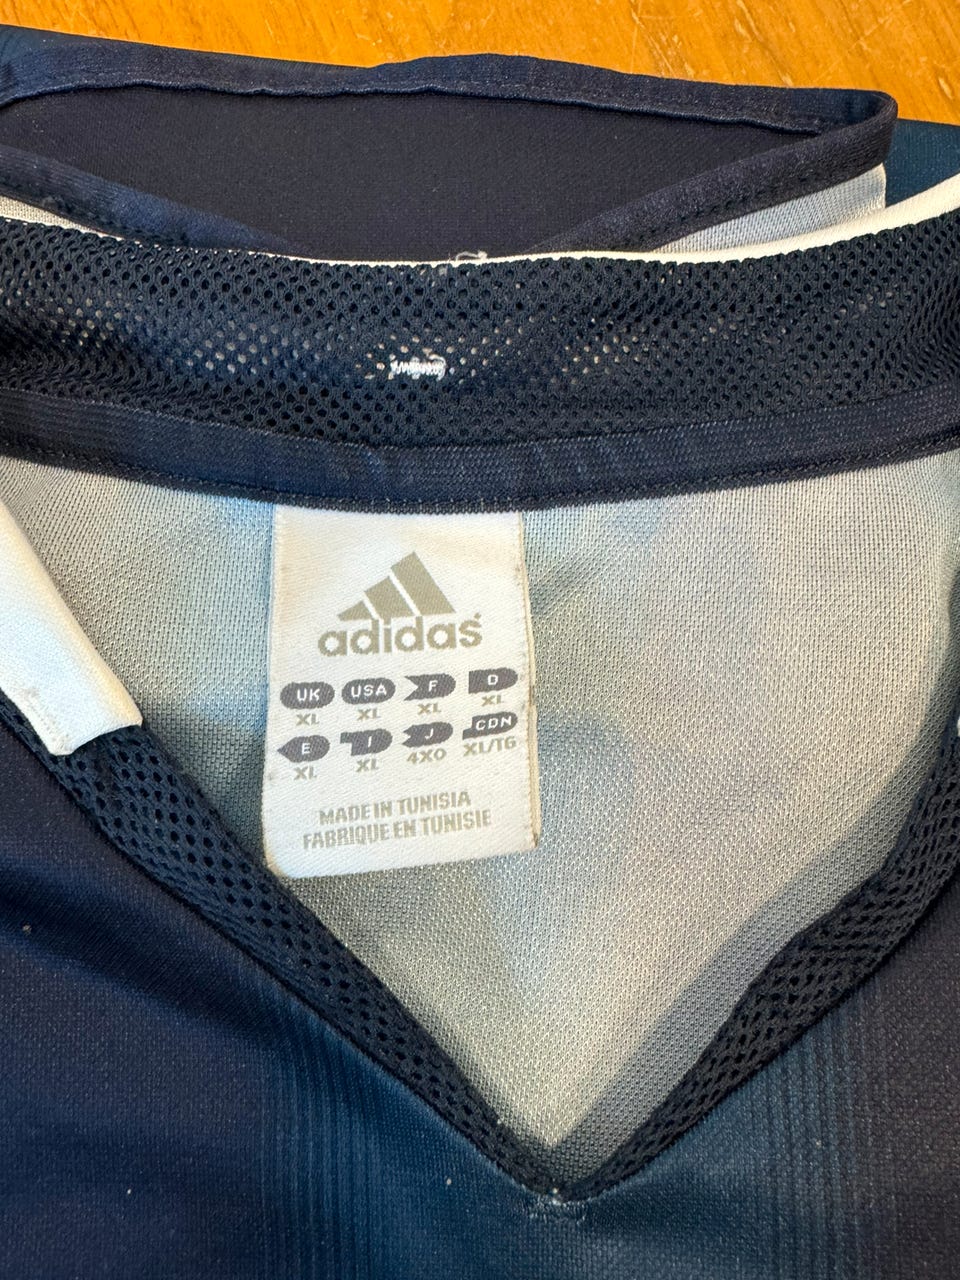 adidas
UK USA F D
XL XL XL XL
E I J CDN
XL XL 4XO XL/TG
MADE IN TUNISIA
FABRIQUE EN TUNISIE